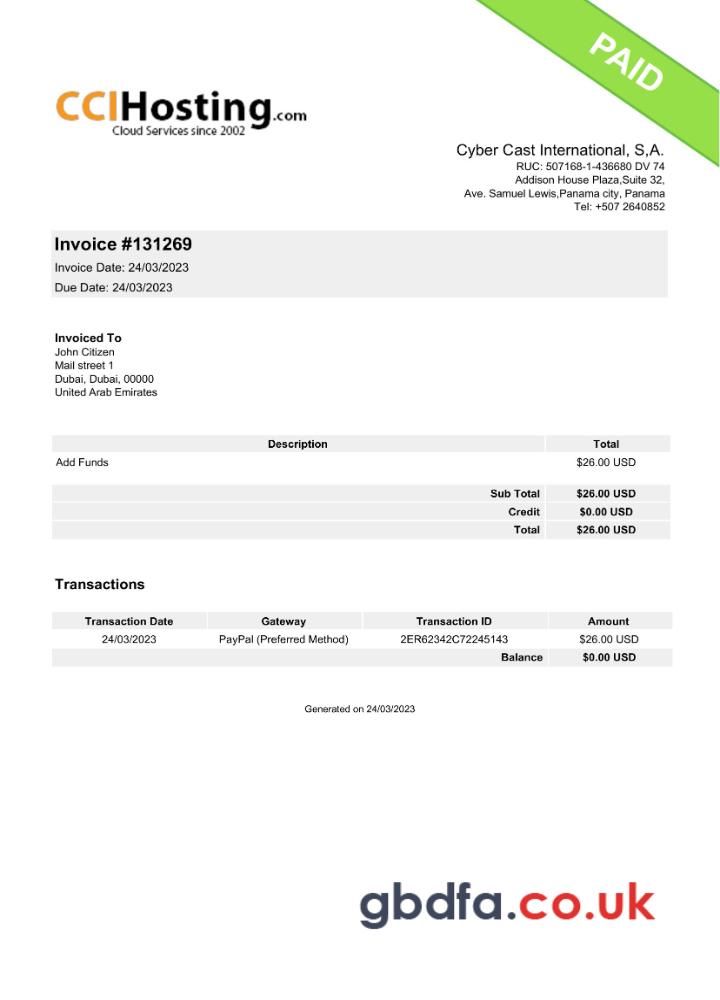 PAID
CCIHosting.com
Cloud Services since 2002
Cyber Cast International, S,A.
RUC: 507168-1-436680 DV 74
Addison House Plaza,Suite 32,
Ave. Samuel Lewis,Panama city, Panama
Tel: +507 2640852
Invoice #131269
Invoice Date: 24/03/2023
Due Date: 24/03/2023
Invoiced To
John Citizen
Mail street 1
Dubai, Dubai, 00000
United Arab Emirates
Description Total
Add Funds $26.00 USD
Sub Total $26.00 USD
Credit $0.00 USD
Total $26.00 USD
Transactions
Transaction Date Gateway Transaction ID Amount
24/03/2023 PayPal (Preferred Method) 2ER62342C72245143 $26.00 USD
Balance $0.00 USD
Generated on 24/03/2023
gbdfa.co.uk